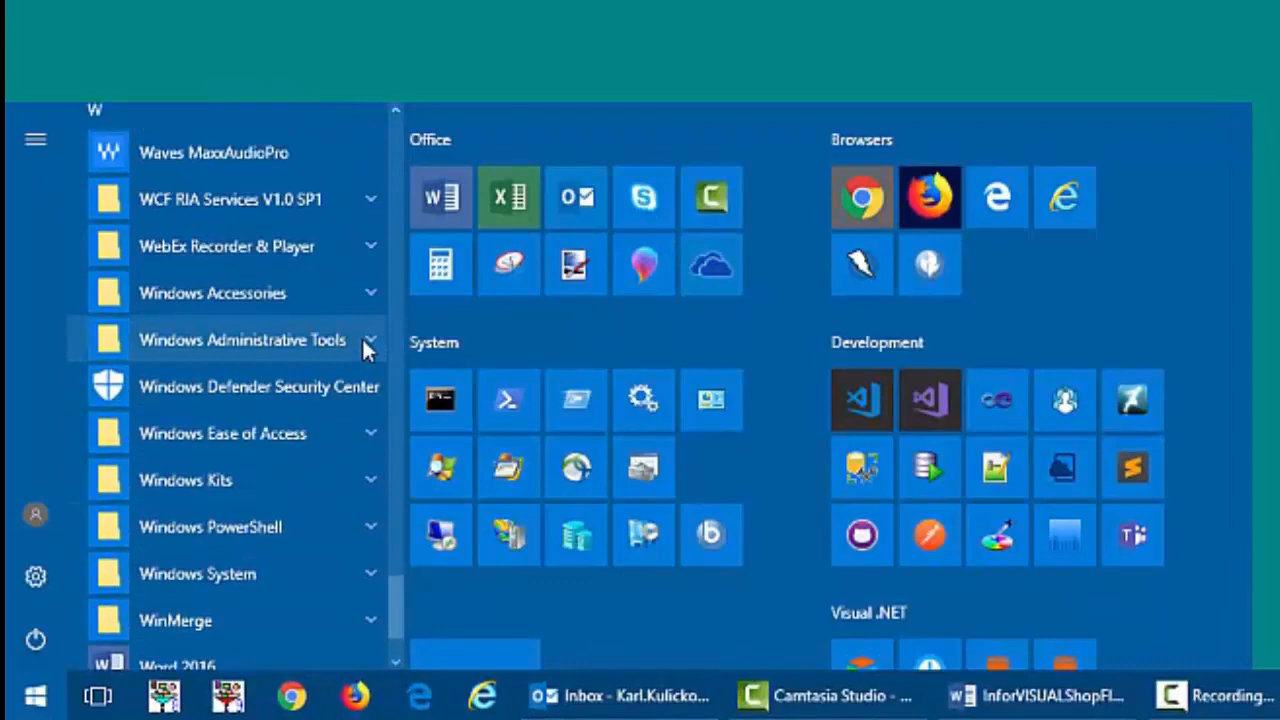 W
Waves MaxxAudioPro
WCF RIA Services V1.0 SP1
WebEx Recorder & Player
Windows Accessories
Windows Administrative Tools
Windows Defender Security Center
Windows Ease of Access
Windows Kits
Windows PowerShell
Windows System
WinMerge
Word 2016
Office
System
Browsers
Development
Visual .NET
Inbox - Karl.Kulicko...
Camtasia Studio - ...
InforVISUALShopFl...
Recording...